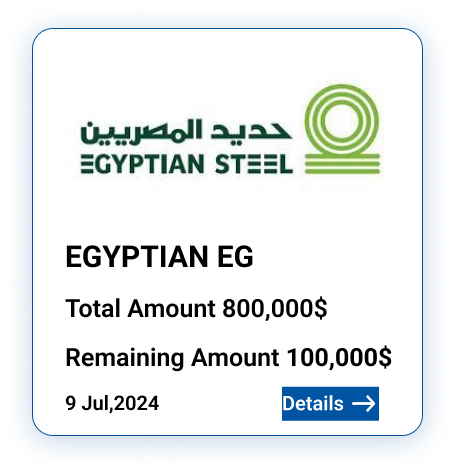 حديد المصريين
EGYPTIAN STEEL
EGYPTIAN EG
Total Amount 800,000$
Remaining Amount 100,000$
9 Jul,2024
Details